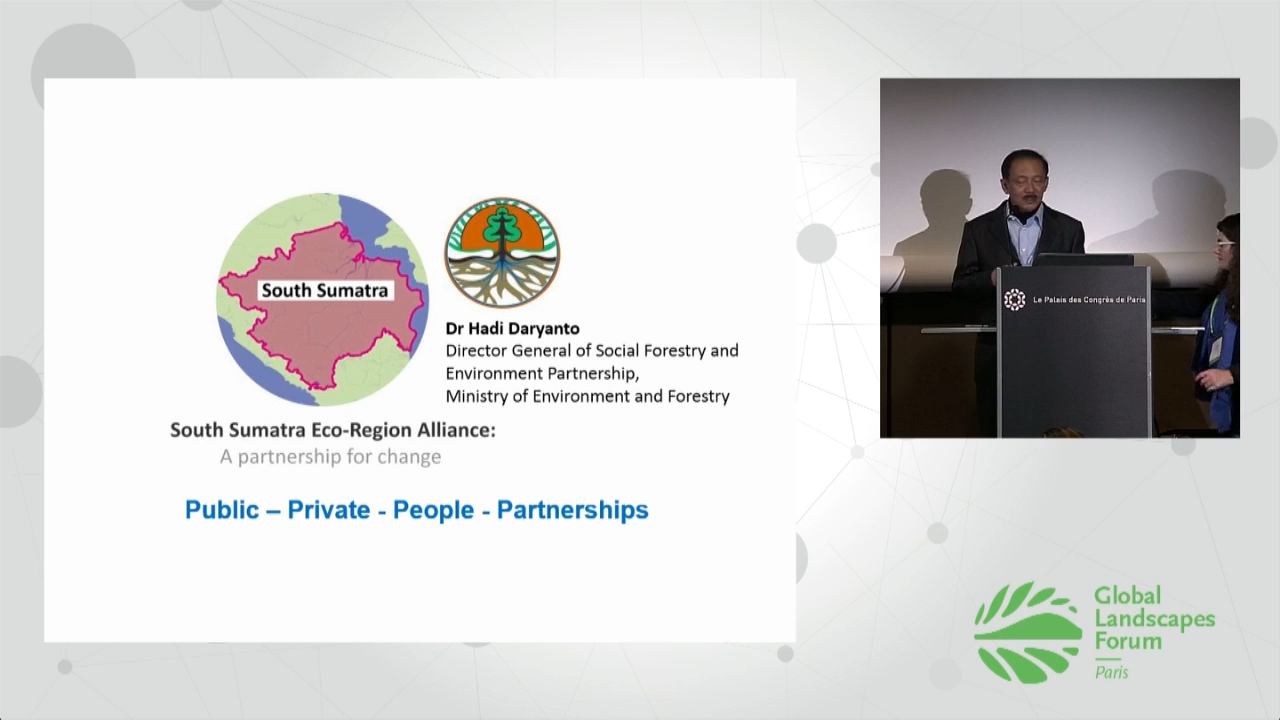 South Sumatra
Dr Hadi Daryanto
Director General of Social Forestry and
Environment Partnership,
Ministry of Environment and Forestry
South Sumatra Eco-Region Alliance:
A partnership for change
Public – Private - People - Partnerships
Le Palais des Congrès de Paris
Global
Landscapes
Forum
Paris